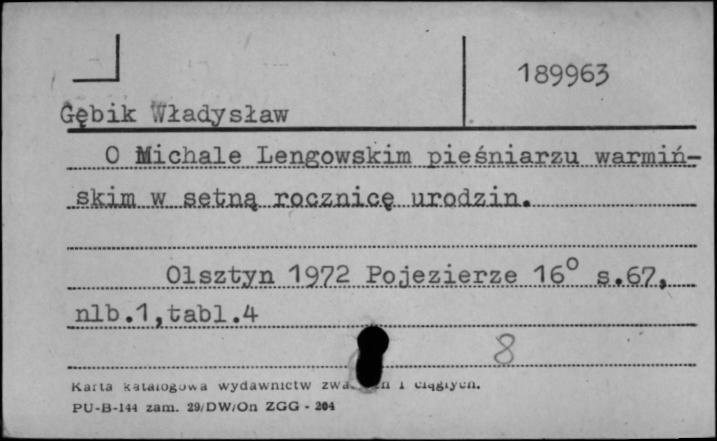 189963
Gębik Władysław
O Michale Lengowskim pieśniarzu warmiń-
skim w setną rocznicę urodzin.
Olsztyn 1972 Pojezierze 16° s.67,
nlb.1,tabl.4
8
Karta katalogowa wydawnictw i ciągłych.
PU-B-144 zam. 29/DW/On ZGG - 204